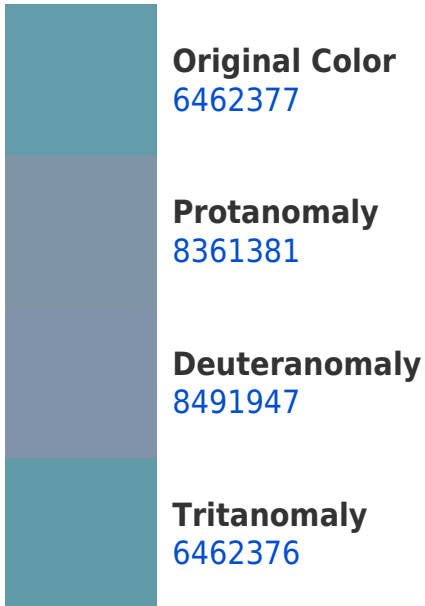 Original Color
6462377
Protanomaly
8361381
Deuteranomaly
8491947
Tritanomaly
6462376